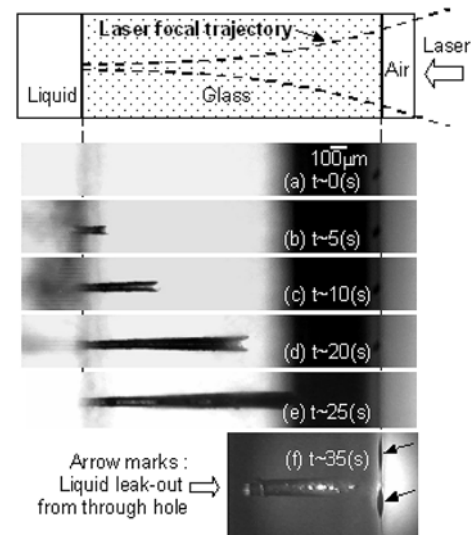 Laser focal trajectory
Laser
Air
Liquid
Glass
100μm
(a) t~0(s)
(b) t~5(s)
(c) t~10(s)
(d) t~20(s)
(e) t~25(s)
(f) t~35(s)
Arrow marks :
Liquid leak-out
from through hole